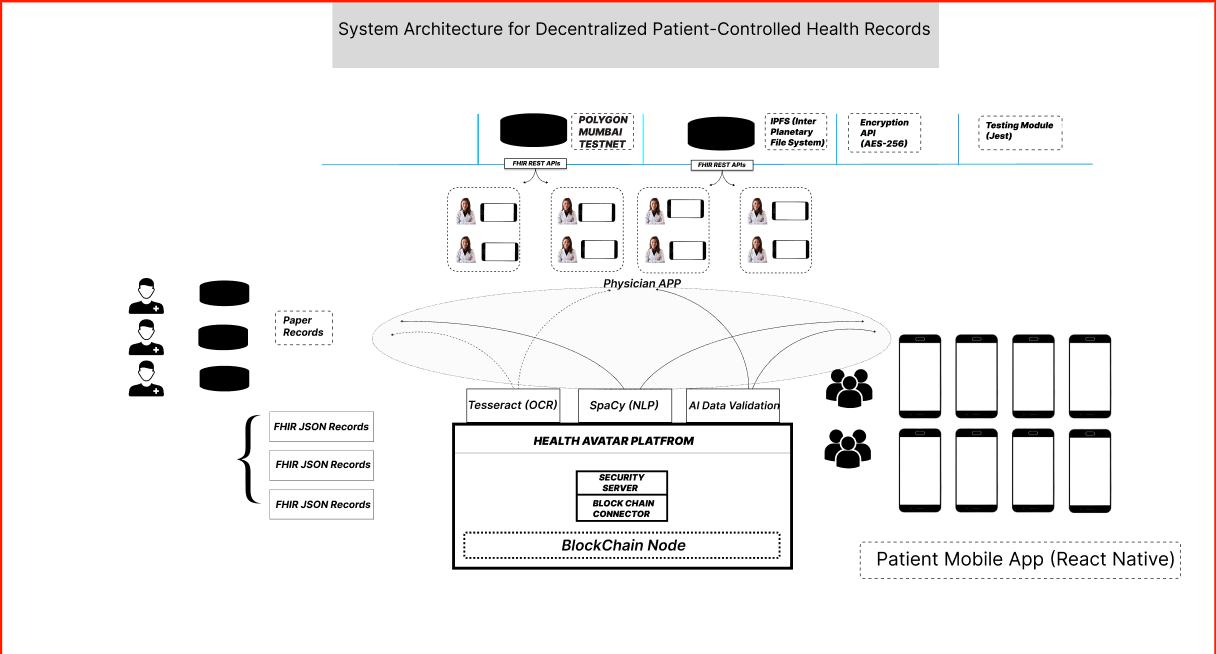 System Architecture for Decentralized Patient-Controlled Health Records
POLYGON
MUMBAI
TESTNET
IPFS (Inter
Planetary
File System)
Encryption
API
(AES-256)
Testing Module
(Jest)
FHIR REST APIs
FHIR REST APIs
Physician APP
Paper
Records
Tesseract (OCR)
SpaCy (NLP)
AI Data Validation
FHIR JSON Records
FHIR JSON Records
FHIR JSON Records
HEALTH AVATAR PLATFROM
SECURITY
SERVER
BLOCK CHAIN
CONNECTOR
BlockChain Node
Patient Mobile App (React Native)